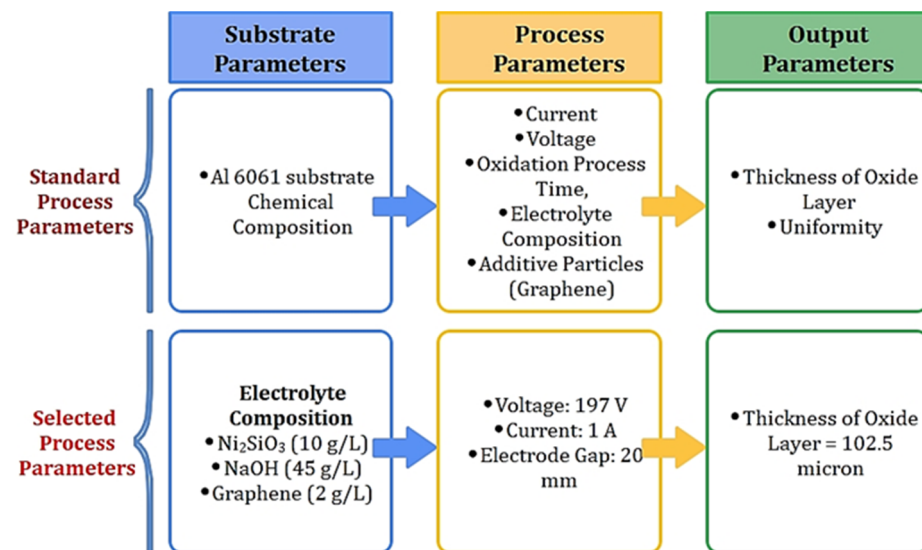 Substrate
Parameters
Process
Parameters
Output
Parameters
Standard
Process
Parameters
•Al 6061 substrate
Chemical
Composition
•Current
•Voltage
•Oxidation Process
Time,
•Electrolyte
Composition
•Additive Particles
(Graphene)
•Thickness of Oxide
Layer
•Uniformity
Selected
Process
Parameters
Electrolyte
Composition
•Ni₂SiO₃ (10 g/L)
•NaOH (45 g/L)
•Graphene (2 g/L)
•Voltage: 197 V
•Current: 1 A
•Electrode Gap: 20
mm
•Thickness of Oxide
Layer = 102.5
micron